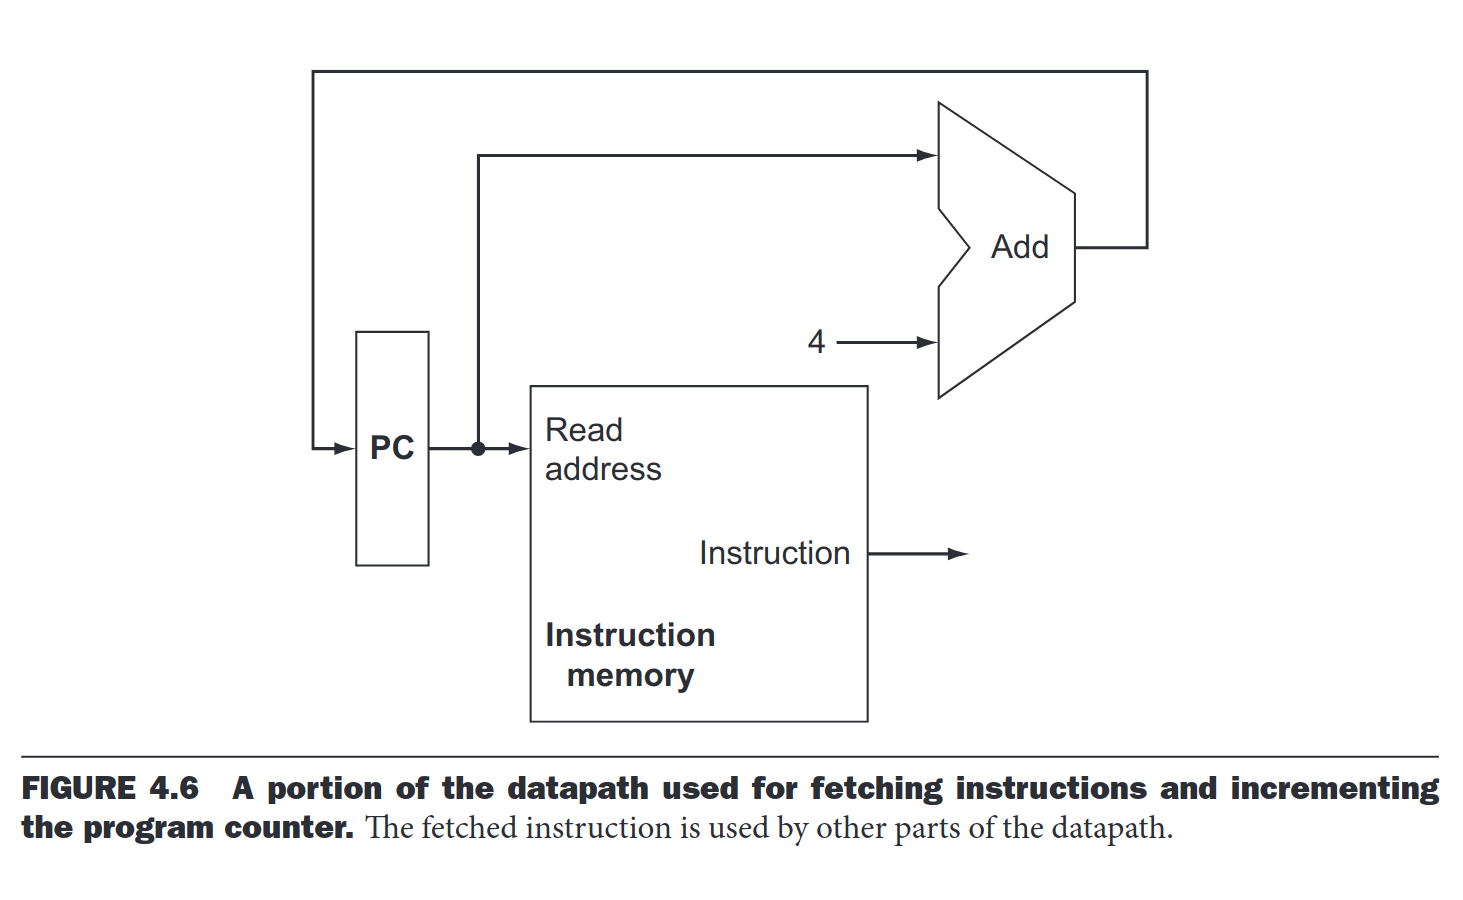 Add
4
PC
Read
address
Instruction
Instruction
memory
FIGURE 4.6 A portion of the datapath used for fetching instructions and incrementing
the program counter. The fetched instruction is used by other parts of the datapath.